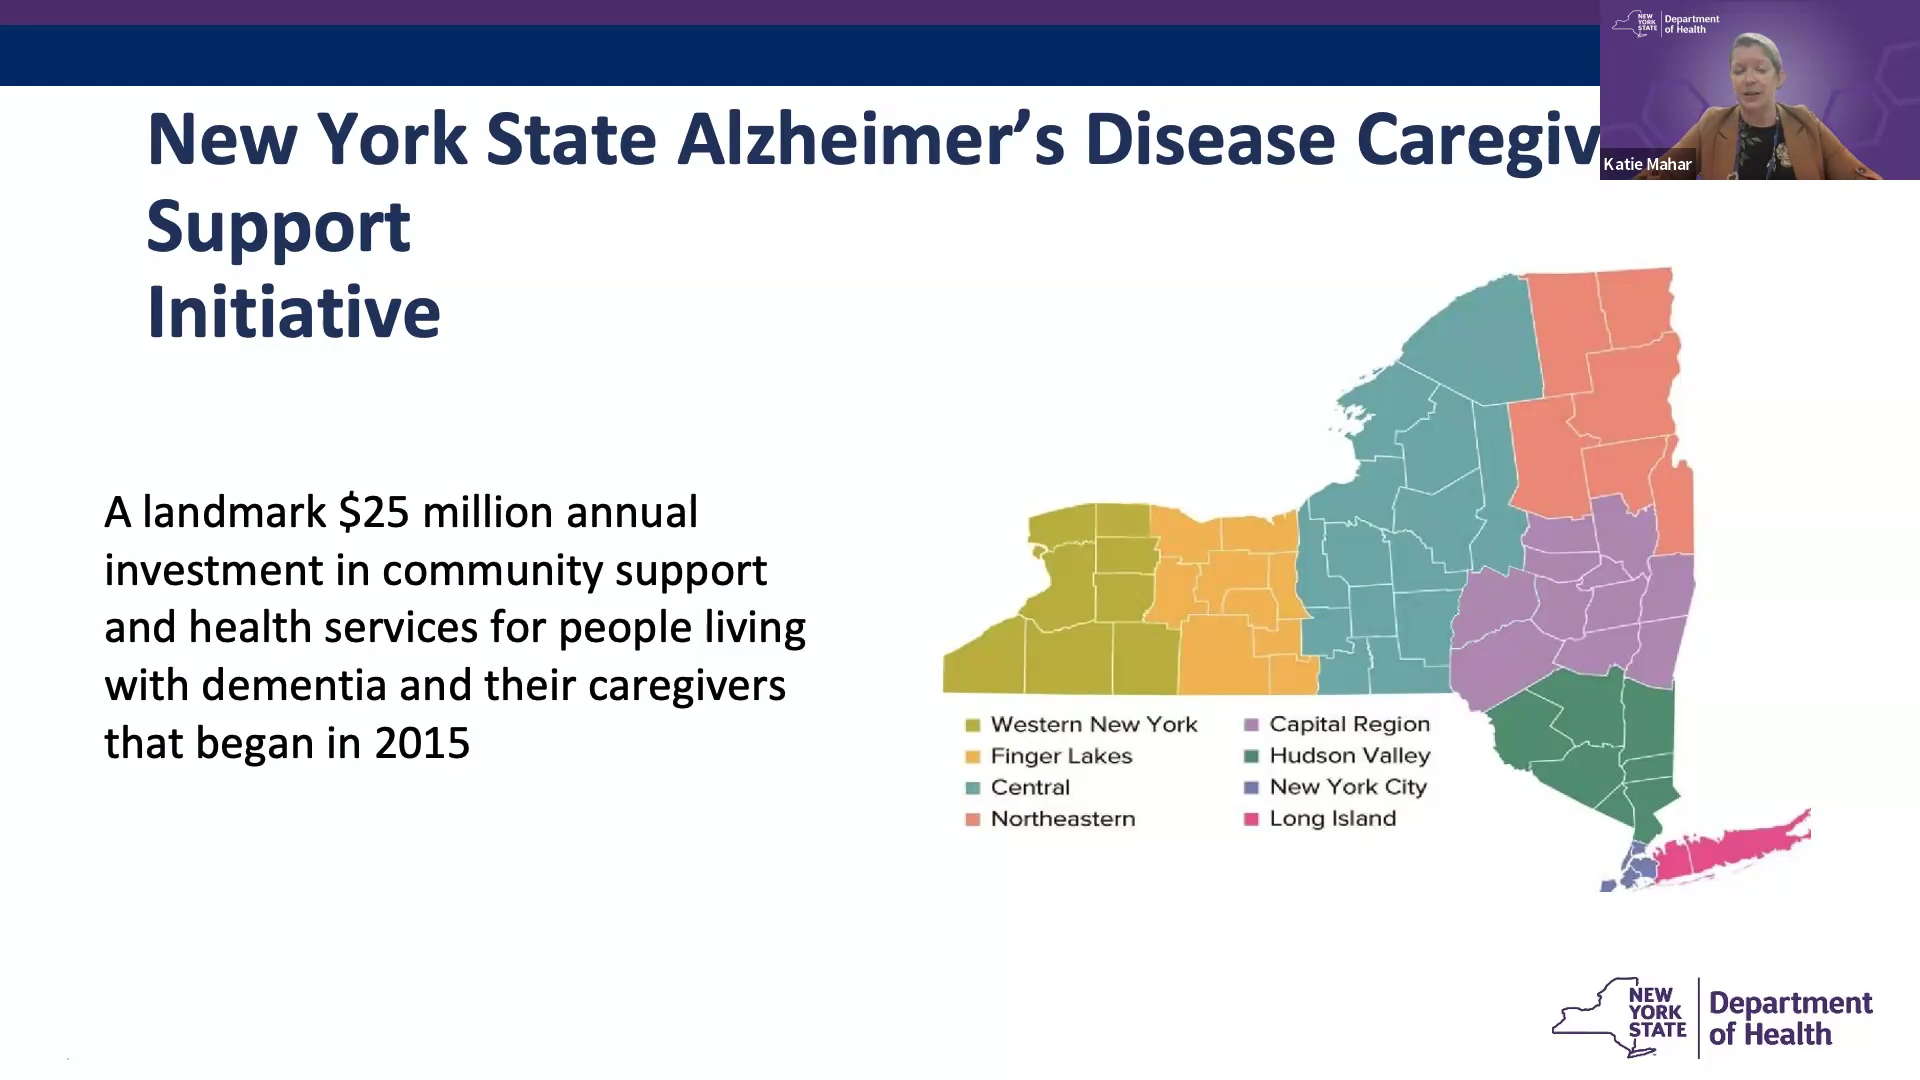 New York State Alzheimer's Disease Caregiv
Support
Initiative
A landmark $25 million annual
investment in community support
and health services for people living
with dementia and their caregivers
that began in 2015
Western New York
Finger Lakes
Central
Northeastern
Capital Region
Hudson Valley
New York City
Long Island
NEW
YORK
STATE
Department
of Health
Katie Mahar
NEW
YORK
STATE
Department
of Health